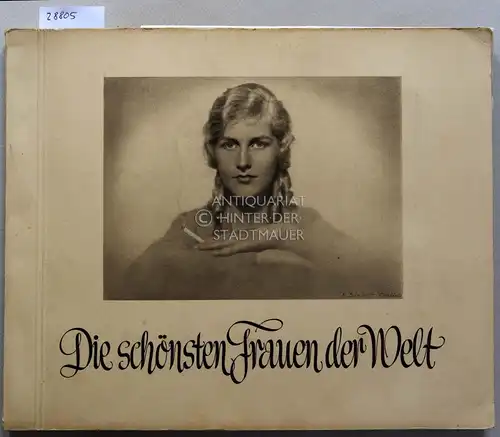 28805
ANTIQUARIAT
© HINTER DER
STADTMAUER
Die schönsten Frauen der Welt